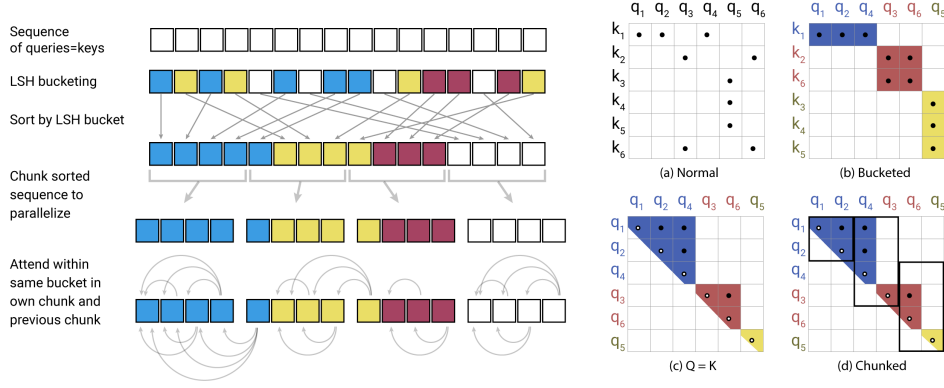 Sequence
of queries=keys
LSH bucketing
Sort by LSH bucket
Chunk sorted
sequence to
parallelize
Attend within
same bucket in
own chunk and
previous chunk
q1 q2 q3 q4 q5 q6
k1
k2
k3
k4
k5
k6
(a) Normal
q1 q2 q4 q3 q6 q5
k1
k2
k6
k3
k4
k5
(b) Bucketed
q1 q2 q4 q3 q6 q5
q1
q2
q4
q3
q6
q5
(c) Q = K
q1 q2 q4 q3 q6 q5
q1
q2
q4
q3
q6
q5
(d) Chunked